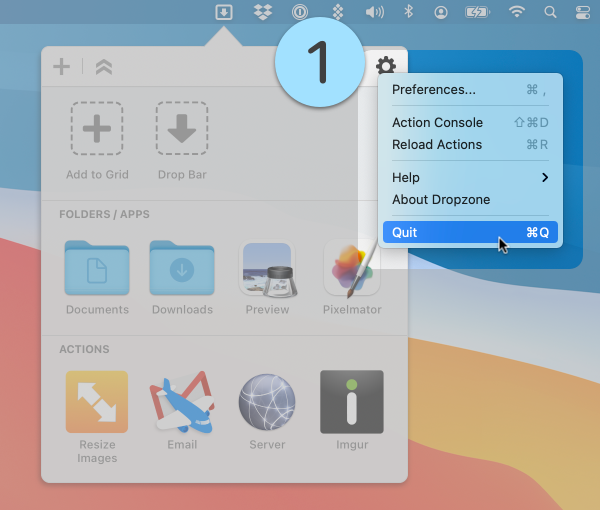 1
Preferences... ⌘ ,
Action Console ⇧⌘D
Reload Actions ⌘R
Help
About Dropzone
Quit ⌘Q
Add to Grid
Drop Bar
FOLDERS / APPS
Documents
Downloads
Preview
Pixelmator
ACTIONS
Resize
Images
Email
Server
Imgur